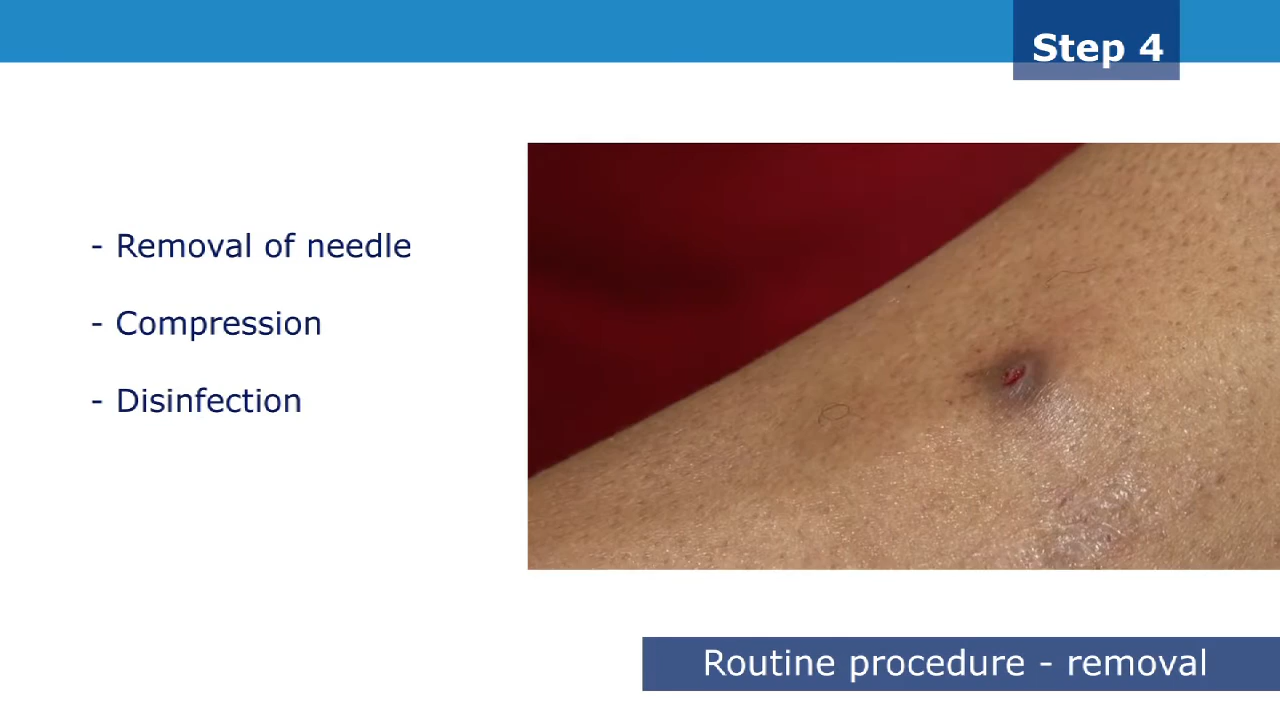 Step 4
- Removal of needle
- Compression
- Disinfection
Routine procedure - removal